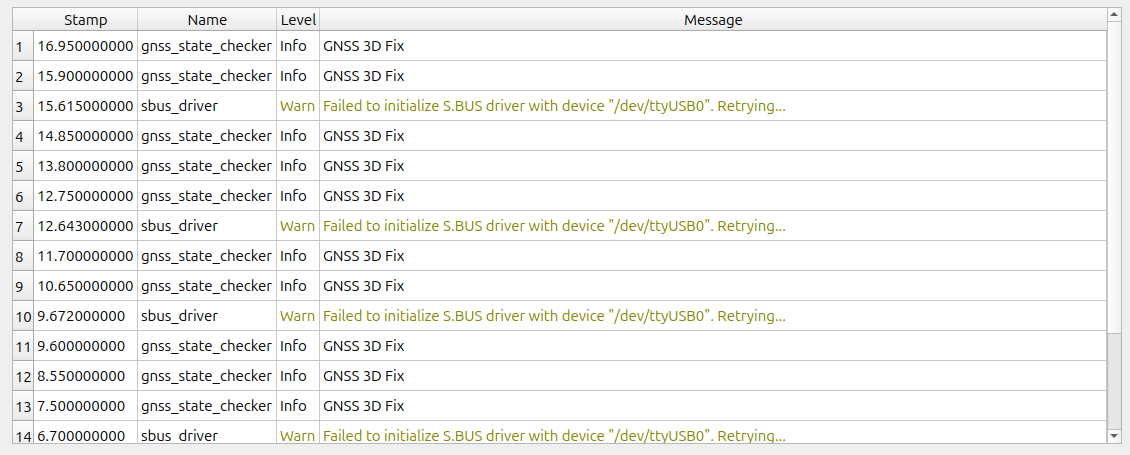 Stamp Name Level Message
1 16.950000000 gnss_state_checker Info GNSS 3D Fix
2 15.900000000 gnss_state_checker Info GNSS 3D Fix
3 15.615000000 sbus_driver Warn Failed to initialize S.BUS driver with device "/dev/ttyUSB0". Retrying...
4 14.850000000 gnss_state_checker Info GNSS 3D Fix
5 13.800000000 gnss_state_checker Info GNSS 3D Fix
6 12.750000000 gnss_state_checker Info GNSS 3D Fix
7 12.643000000 sbus_driver Warn Failed to initialize S.BUS driver with device "/dev/ttyUSB0". Retrying...
8 11.700000000 gnss_state_checker Info GNSS 3D Fix
9 10.650000000 gnss_state_checker Info GNSS 3D Fix
10 9.672000000 sbus_driver Warn Failed to initialize S.BUS driver with device "/dev/ttyUSB0". Retrying...
11 9.600000000 gnss_state_checker Info GNSS 3D Fix
12 8.550000000 gnss_state_checker Info GNSS 3D Fix
13 7.500000000 gnss_state_checker Info GNSS 3D Fix
14 6.700000000 sbus_driver Warn Failed to initialize S.BUS driver with device "/dev/ttyUSB0". Retrying...